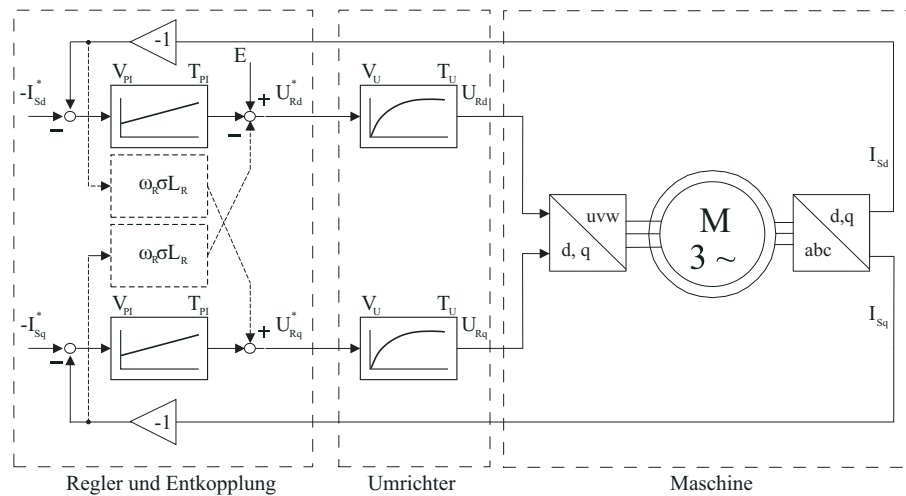 -1
-I*Sd
VPI TPI
E
U*Rd
VU TU
URd
ωRσLR
ωRσLR
ISd
uvw
d, q
M
3 ~
d,q
abc
-I*Sq
VPI TPI
U*Rq
VU TU
URq
ISq
-1
Regler und Entkopplung
Umrichter
Maschine